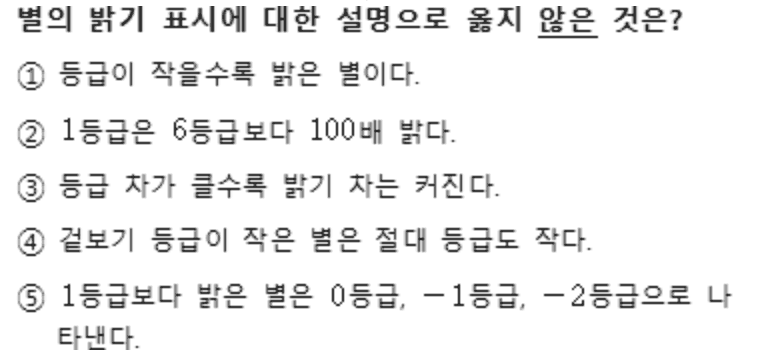 별의 밝기 표시에 대한 설명으로 옳지 않은 것은?
① 등급이 작을수록 밝은 별이다.
② 1등급은 6등급보다 100배 밝다.
③ 등급 차가 클수록 밝기 차는 커진다.
④ 겉보기 등급이 작은 별은 절대 등급도 작다.
⑤ 1등급보다 밝은 별은 0등급, －1등급, －2등급으로 나
타낸다.